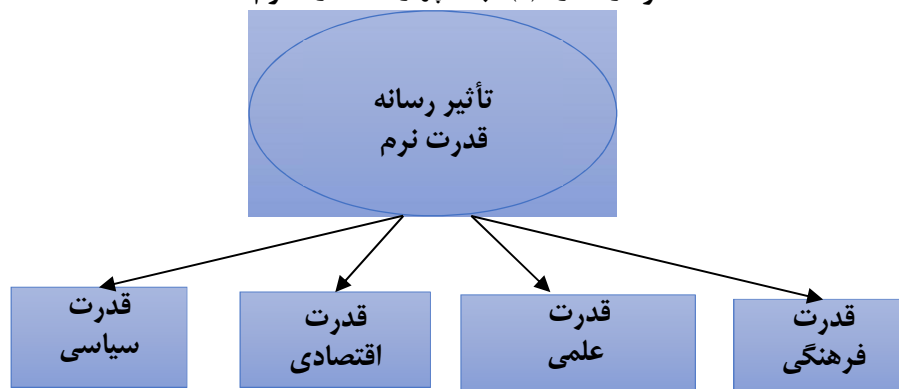 تأثیر رسانه
قدرت نرم
قدرت
فرهنگی
قدرت
علمی
قدرت
اقتصادی
قدرت
سیاسی